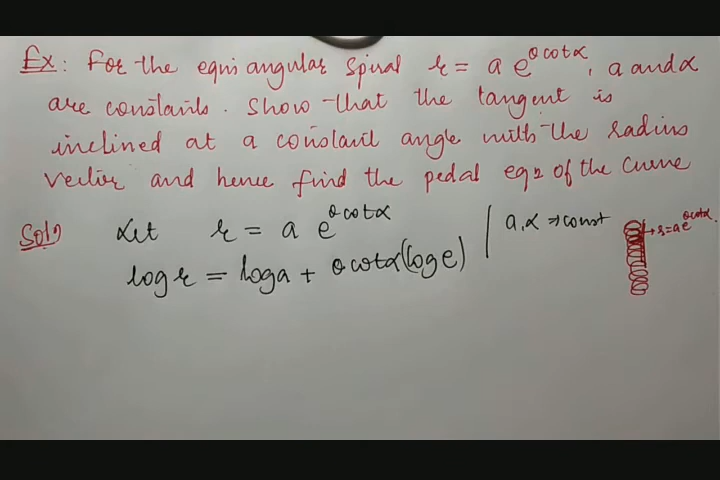 Ex: For the equiangular spiral r = a e^θcotα, a and α
are constants. Show that the tangent is
inclined at a constant angle with the radius
vector and hence find the pedal eqn of the curve
Soln Let r = a e^θcotα | a, α ⇒ const
→ r=ae^θcotα.
log r = log a + θ cotα (log e)